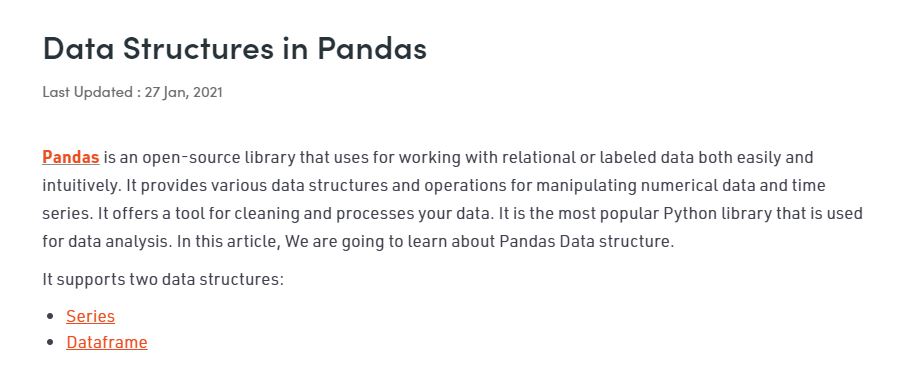 Data Structures in Pandas
Last Updated : 27 Jan, 2021
Pandas is an open-source library that uses for working with relational or labeled data both easily and
intuitively. It provides various data structures and operations for manipulating numerical data and time
series. It offers a tool for cleaning and processes your data. It is the most popular Python library that is used
for data analysis. In this article, We are going to learn about Pandas Data structure.
It supports two data structures:
• Series
• Dataframe